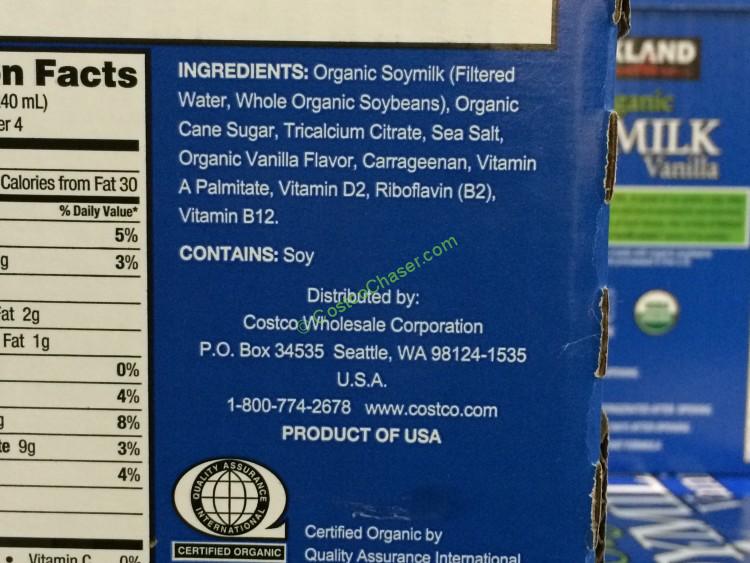 n Facts
40 mL)
er 4
Calories from Fat 30
% Daily Value*
5%
g 3%
Fat 2g
Fat 1g
0%
4%
g 8%
te 9g 3%
4%
• Vitamin C 0%
INGREDIENTS: Organic Soymilk (Filtered
Water, Whole Organic Soybeans), Organic
Cane Sugar, Tricalcium Citrate, Sea Salt,
Organic Vanilla Flavor, Carrageenan, Vitamin
A Palmitate, Vitamin D2, Riboflavin (B2),
Vitamin B12.
CONTAINS: Soy
Distributed by:
Costco Wholesale Corporation
P.O. Box 34535 Seattle, WA 98124-1535
U.S.A.
1-800-774-2678 www.costco.com
PRODUCT OF USA
QUALITY ASSURANCE
INTERNATIONAL
CERTIFIED ORGANIC
Certified Organic by
Quality Assurance International
© CostcoChaser.com
KLAND
ganic
MILK
Vanilla